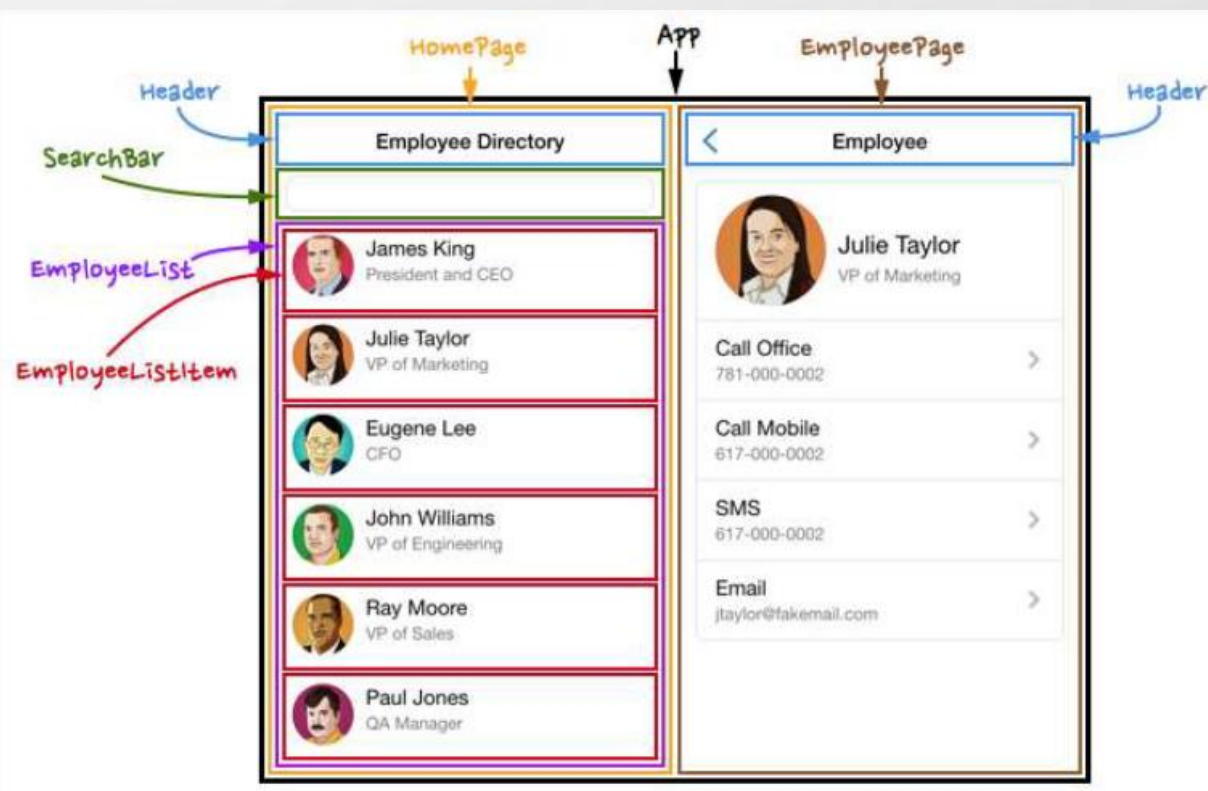 HomePage
App
EmployeePage
Header
Header
SearchBar
EmployeeList
EmployeeListItem
Employee Directory
James King
President and CEO
Julie Taylor
VP of Marketing
Eugene Lee
CFO
John Williams
VP of Engineering
Ray Moore
VP of Sales
Paul Jones
QA Manager
Employee
Julie Taylor
VP of Marketing
Call Office
781-000-0002
Call Mobile
617-000-0002
SMS
617-000-0002
Email
jtaylor@fakemail.com